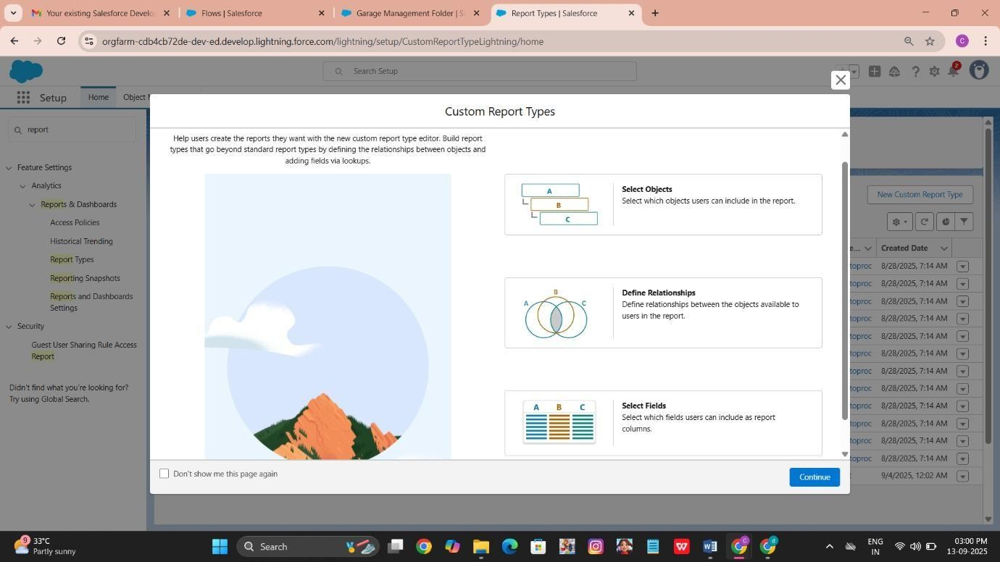 Your existing Salesforce Develo
Flows | Salesforce
Garage Management Folder | S
Report Types | Salesforce
orgfarm-cdb4cb72de-dev-ed.develop.lightning.force.com/lightning/setup/CustomReportTypeLightning/home
C
Search Setup
2
Setup
Home
Object M
report
Feature Settings
Analytics
Reports & Dashboards
Access Policies
Historical Trending
Report Types
Reporting Snapshots
Reports and Dashboards
Settings
Security
Guest User Sharing Rule Access
Report
Didn't find what you're looking for?
Try using Global Search.
Custom Report Types
Help users create the reports they want with the new custom report type editor. Build report
types that go beyond standard report types by defining the relationships between objects and
adding fields via lookups.
A
B
C
Select Objects
Select which objects users can include in the report.
A
B
C
Define Relationships
Define relationships between the objects available to
users in the report.
A B C
Select Fields
Select which fields users can include as report
columns.
Don't show me this page again
Continue
New Custom Report Type
e... Created Date
toproc 8/28/2025, 7:14 AM
toproc 8/28/2025, 7:14 AM
toproc 8/28/2025, 7:14 AM
toproc 8/28/2025, 7:14 AM
toproc 8/28/2025, 7:14 AM
toproc 8/28/2025, 7:14 AM
toproc 8/28/2025, 7:14 AM
toproc 8/28/2025, 7:14 AM
toproc 8/28/2025, 7:14 AM
toproc 8/28/2025, 7:14 AM
toproc 8/28/2025, 7:14 AM
toproc 8/28/2025, 7:14 AM
9/4/2025, 12:02 AM
9
33°C
Partly sunny
Search
ENG
IN
03:00 PM
13-09-2025